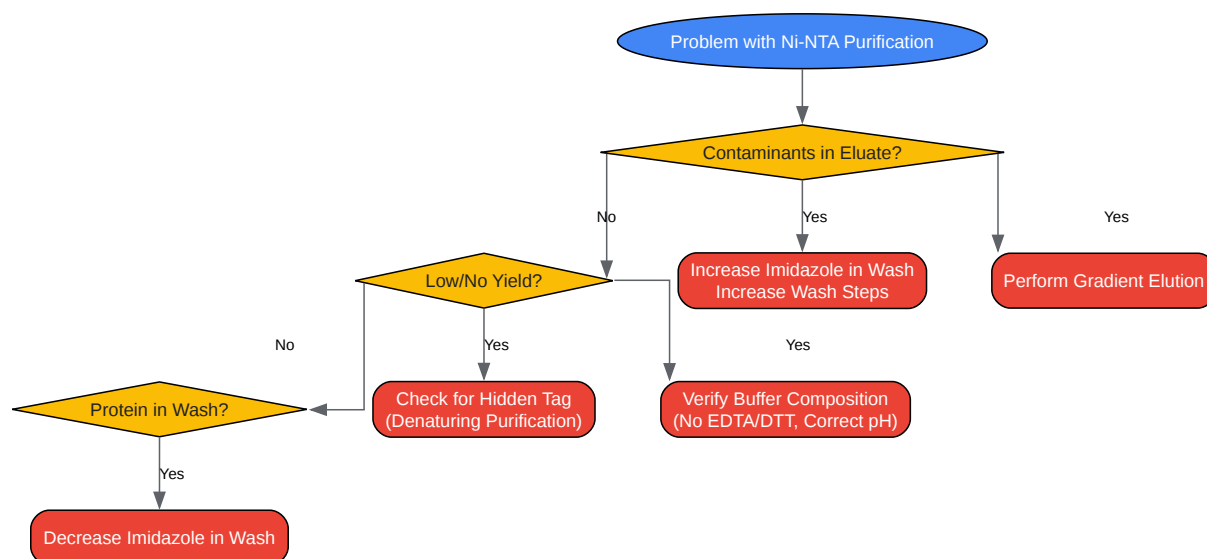 Problem with Ni-NTA Purification
Contaminants in Eluate?
No
Yes
Yes
Low/No Yield?
Increase Imidazole in Wash
Increase Wash Steps
Perform Gradient Elution
No
Yes
Yes
Protein in Wash?
Check for Hidden Tag
(Denaturing Purification)
Verify Buffer Composition
(No EDTA/DTT, Correct pH)
Yes
Decrease Imidazole in Wash